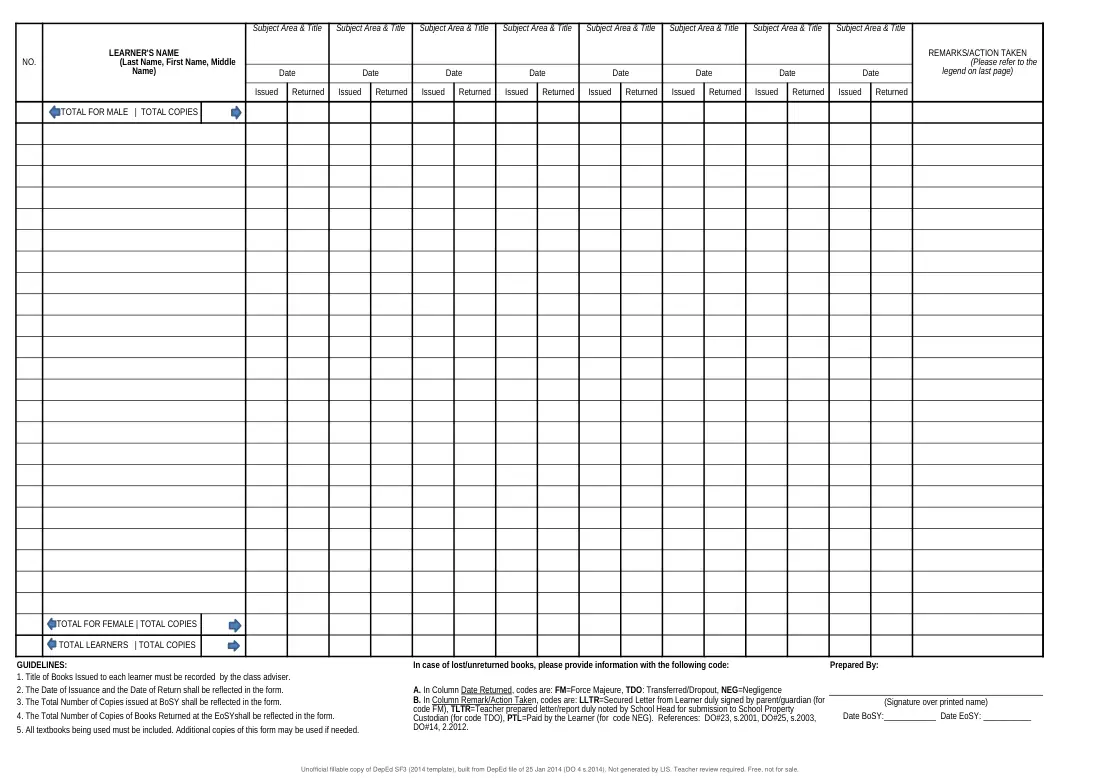 NO.
LEARNER'S NAME
(Last Name, First Name, Middle
Name)
Subject Area & Title Subject Area & Title Subject Area & Title Subject Area & Title Subject Area & Title Subject Area & Title Subject Area & Title Subject Area & Title
REMARKS/ACTION TAKEN
(Please refer to the
legend on last page)
Date Date Date Date Date Date Date Date
Issued Returned Issued Returned Issued Returned Issued Returned Issued Returned Issued Returned Issued Returned Issued Returned
TOTAL FOR MALE | TOTAL COPIES
TOTAL FOR FEMALE | TOTAL COPIES
TOTAL LEARNERS | TOTAL COPIES
GUIDELINES:
1. Title of Books Issued to each learner must be recorded by the class adviser.
2. The Date of Issuance and the Date of Return shall be reflected in the form.
3. The Total Number of Copies issued at BoSY shall be reflected in the form.
4. The Total Number of Copies of Books Returned at the EoSYshall be reflected in the form.
5. All textbooks being used must be included. Additional copies of this form may be used if needed.
In case of lost/unreturned books, please provide information with the following code:
A. In Column Date Returned, codes are: FM=Force Majeure, TDO: Transferred/Dropout, NEG=Negligence
B. In Column Remark/Action Taken, codes are: LLTR=Secured Letter from Learner duly signed by parent/guardian (for
code FM), TLTR=Teacher prepared letter/report duly noted by School Head for submission to School Property
Custodian (for code TDO), PTL=Paid by the Learner (for code NEG). References: DO#23, s.2001, DO#25, s.2003,
DO#14, 2.2012.
Prepared By:
(Signature over printed name)
Date BoSY:___________ Date EoSY: __________
Unofficial fillable copy of DepEd SF3 (2014 template), built from DepEd file of 25 Jan 2014 (DO 4 s.2014). Not generated by LIS. Teacher review required. Free, not for sale.